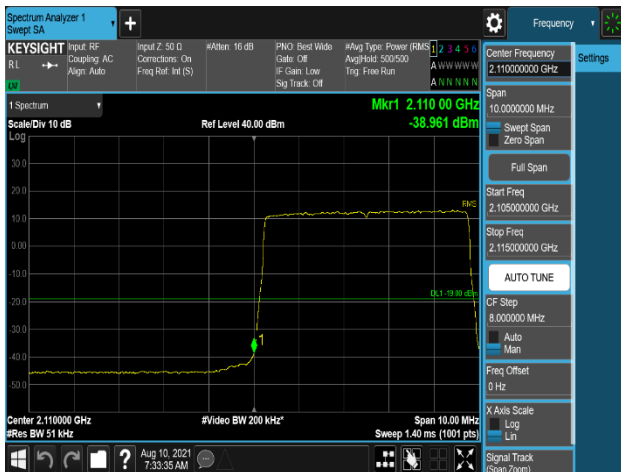 Spectrum Analyzer 1
Swept SA
Frequency
KEYSIGHT
R L
Input: RF
Coupling: AC
Align: Auto
Input Z: 50 Ω
Corrections: On
Freq Ref: Int (S)
#Atten: 16 dB
PNO: Best Wide
Gate: Off
IF Gain: Low
Sig Track: Off
#Avg Type: Power (RMS
Avg|Hold: 500/500
Trig: Free Run
1 2 3 4 5 6
A W W W W W
A N N N N N
1 Spectrum
Scale/Div 10 dB
Log
Ref Level 40.00 dBm
Mkr1 2.110 00 GHz
-38.961 dBm
30.0
20.0
10.0
0.00
-10.0
-20.0
-30.0
-40.0
-50.0
RMS
DL1 -19.00 dBm
1
Center 2.110000 GHz
#Res BW 51 kHz
#Video BW 200 kHz*
Span 10.00 MHz
Sweep 1.40 ms (1001 pts)
Aug 10, 2021
7:33:35 AM
Center Frequency
2.110000000 GHz
Settings
Span
10.0000000 MHz
Swept Span
Zero Span
Full Span
Start Freq
2.105000000 GHz
Stop Freq
2.115000000 GHz
AUTO TUNE
CF Step
8.000000 MHz
Auto
Man
Freq Offset
0 Hz
X Axis Scale
Log
Lin
Signal Track
(Span Zoom)